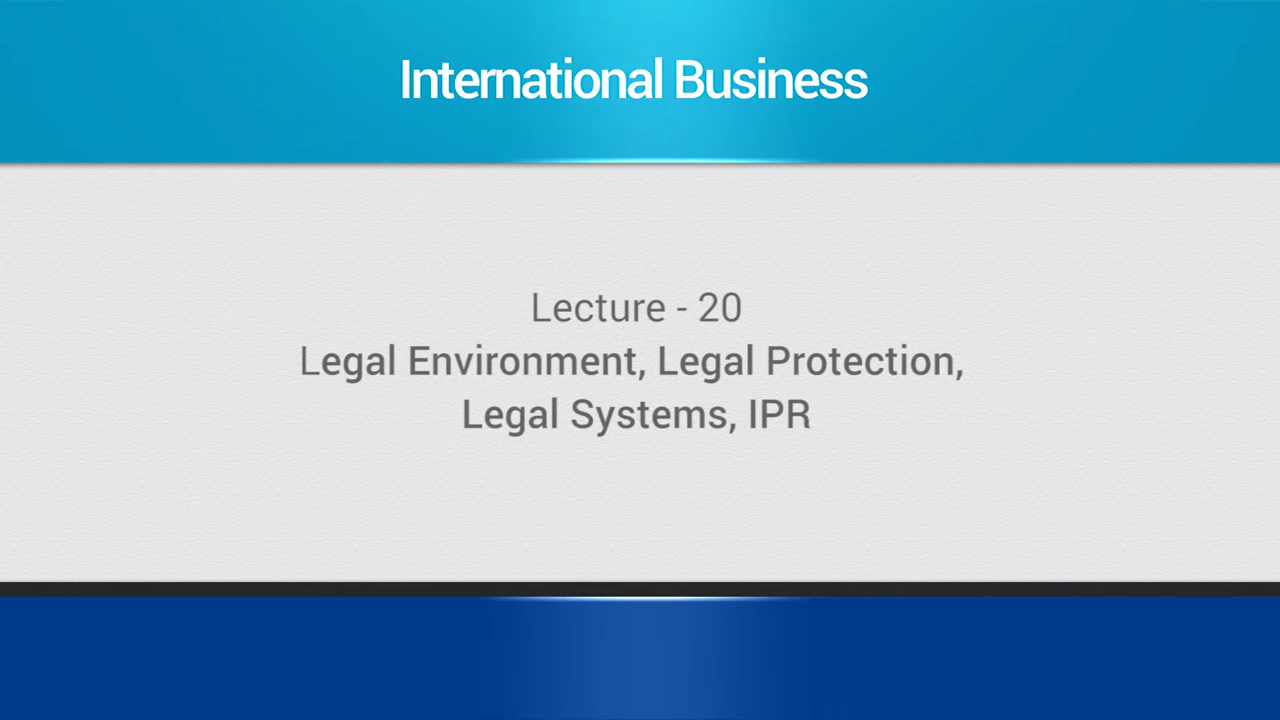 International Business
Lecture - 20
Legal Environment, Legal Protection,
Legal Systems, IPR